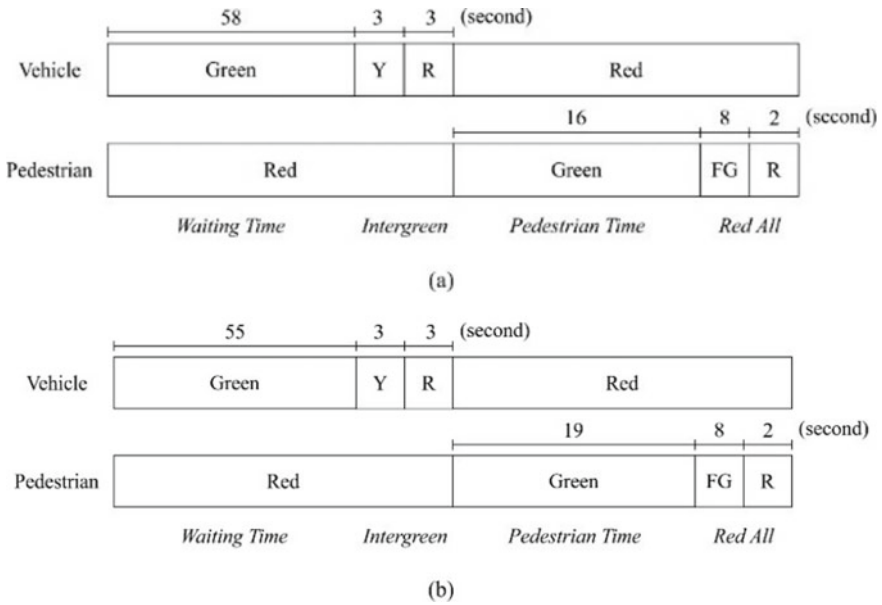 58 3 3 (second)
Vehicle Green Y R Red
16 8 2 (second)
Pedestrian Red Green FG R
Waiting Time Intergreen Pedestrian Time Red All
(a)
55 3 3 (second)
Vehicle Green Y R Red
19 8 2 (second)
Pedestrian Red Green FG R
Waiting Time Intergreen Pedestrian Time Red All
(b)